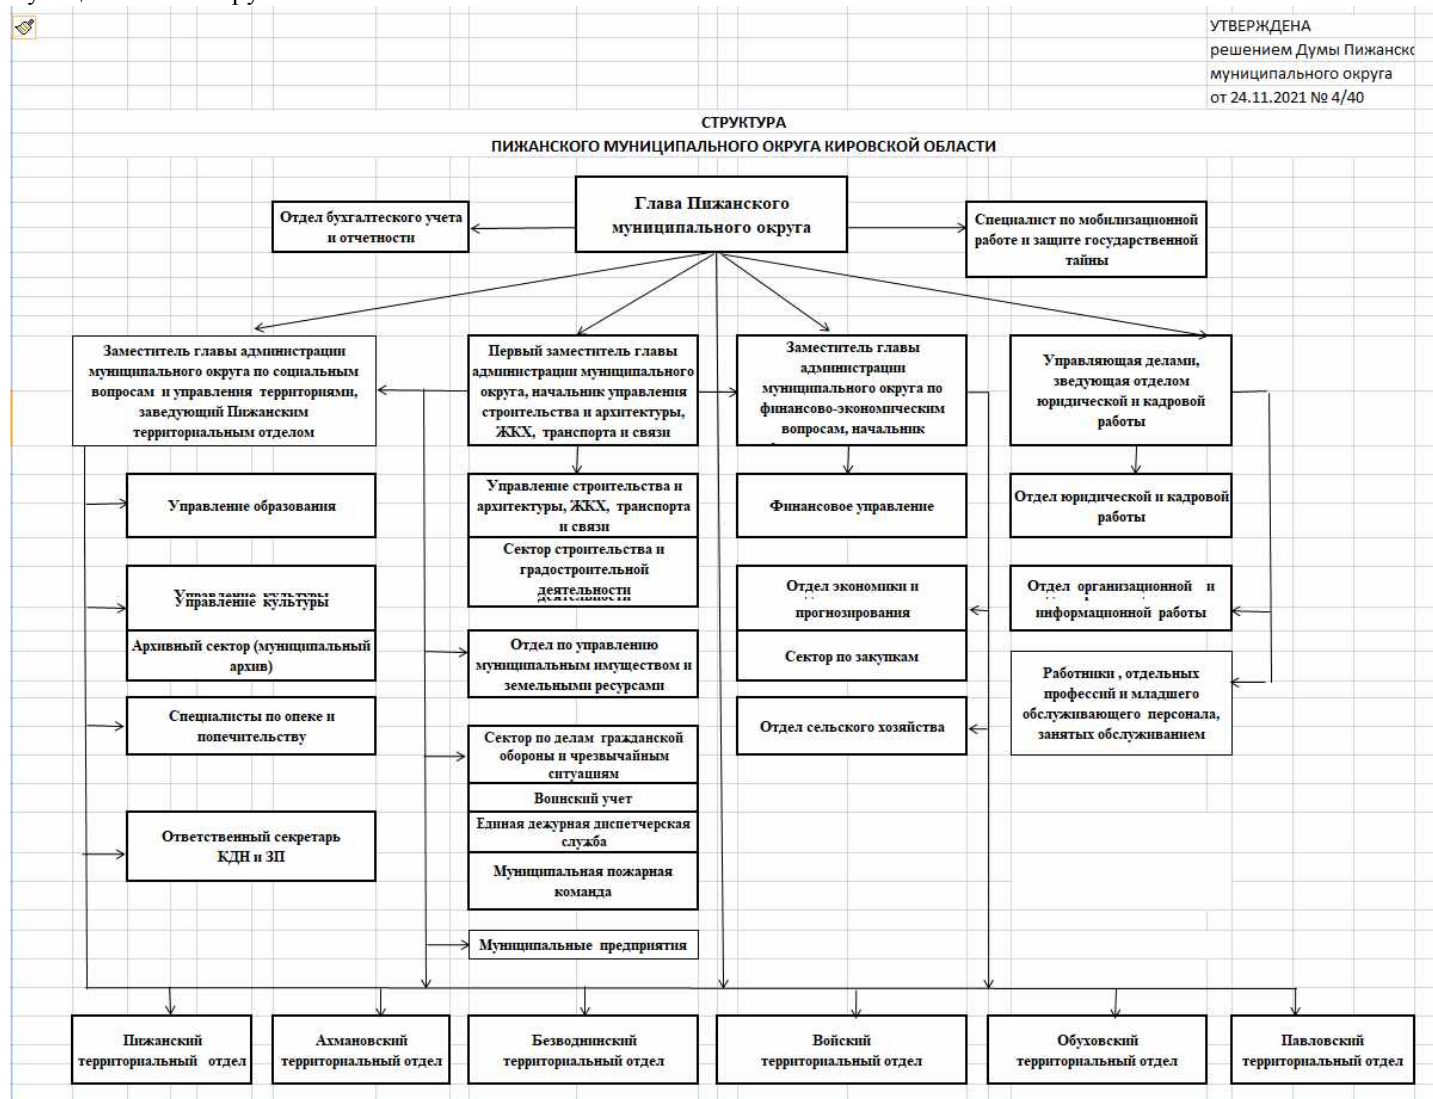 УТВЕРЖДЕНА
решением Думы Пижанск
муниципального округа
от 24.11.2021 № 4/40
СТРУКТУРА
ПИЖАНСКОГО МУНИЦИПАЛЬНОГО ОКРУГА КИРОВСКОЙ ОБЛАСТИ
Глава Пижанского
муниципального округа
Отдел бухгалтеского учета
и отчетности
Специалист по мобилизационной
работе и защите государственной
тайны
Заместитель главы администрации
муниципального округа по социальным
вопросам и управления территориями,
заведующий Пижанским
территориальным отделом
Первый заместитель главы
администрации муниципального
округа, начальник управления
строительства и архитектуры,
ЖКХ, транспорта и связи
Заместитель главы
администрации
муниципального округа по
финансово-экономическим
вопросам, начальник
Управляющая делами,
зведующая отделом
юридической и кадровой
работы
Управление образования
Управление строительства и
архитектуры, ЖКХ, транспорта
и связи
Финансовое управление
Отдел юридической и кадровой
работы
Сектор строительства и
градостроительной
деятельности
Управление культуры
Отдел экономики и
прогнозирования
Отдел организационной и
информационной работы
Архивный сектор (муниципальный
архив)
Отдел по управлению
муниципальным имуществом и
земельными ресурсами
Сектор по закупкам
Работники , отдельных
профессий и младшего
обслуживающего персонала,
занятых обслуживанием
Специалисты по опеке и
попечительству
Сектор по делам гражданской
обороны и чрезвычайным
ситуациям
Отдел сельского хозяйства
Воинский учет
Единая дежурная диспетчерская
служба
Ответственный секретарь
КДН и ЗП
Муниципальная пожарная
команда
Муниципальные предприятия
Пижанский
территориальный отдел
Ахмановский
территориальный отдел
Безводнинский
территориальный отдел
Войский
территориальный отдел
Обуховский
территориальный отдел
Павловский
территориальный отдел